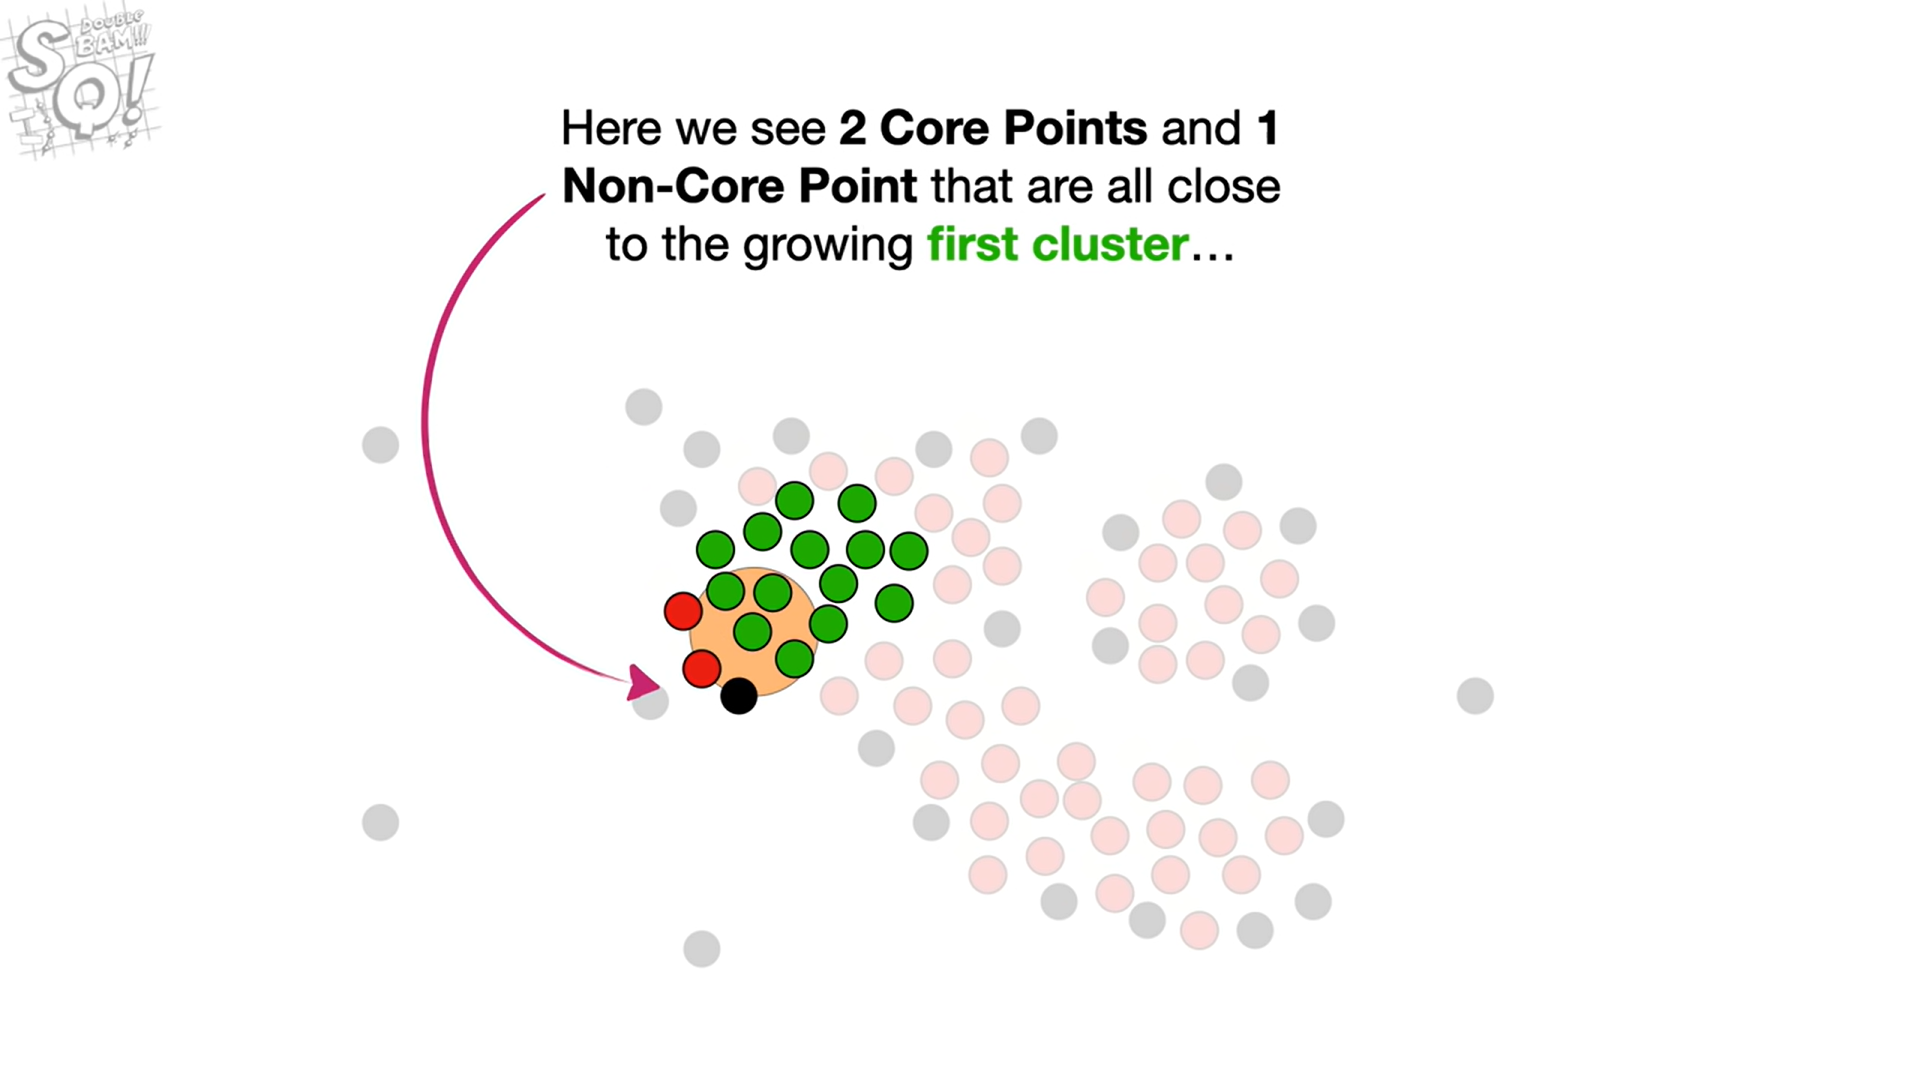 DOUBLE
BAM!!!
SQ!
Here we see 2 Core Points and 1
Non-Core Point that are all close
to the growing first cluster…